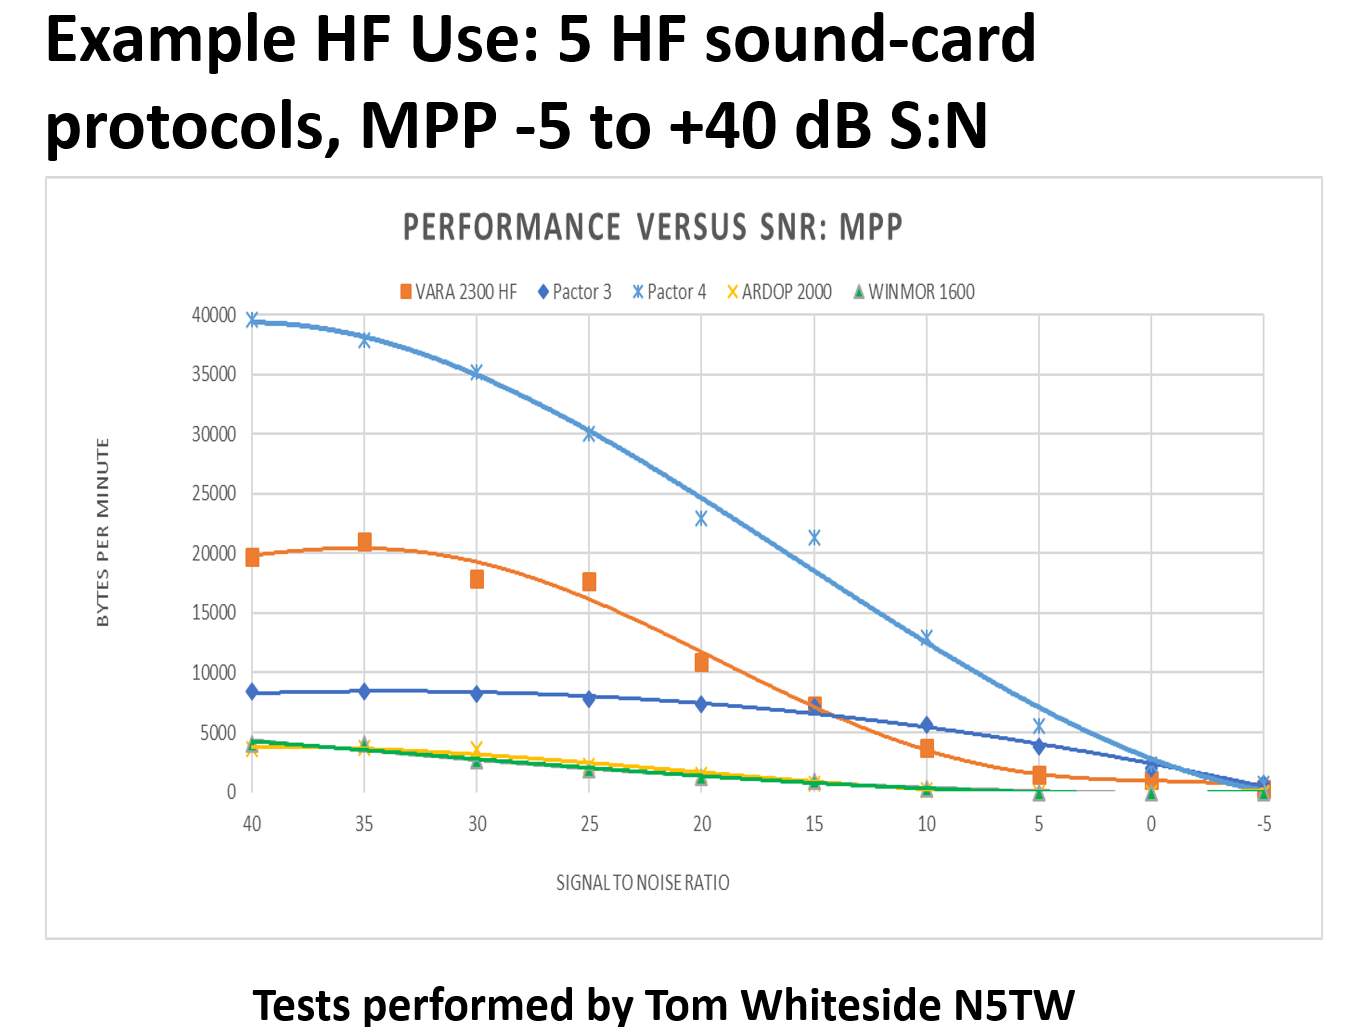 Example HF Use: 5 HF sound-card
protocols, MPP -5 to +40 dB S:N
PERFORMANCE VERSUS SNR: MPP
VARA 2300 HF Pactor 3 Pactor 4 ARDOP 2000 WINMOR 1600
40000
35000
30000
25000
20000
15000
10000
5000
0
BYTES PER MINUTE
40 35 30 25 20 15 10 5 0 -5
SIGNAL TO NOISE RATIO
Tests performed by Tom Whiteside N5TW